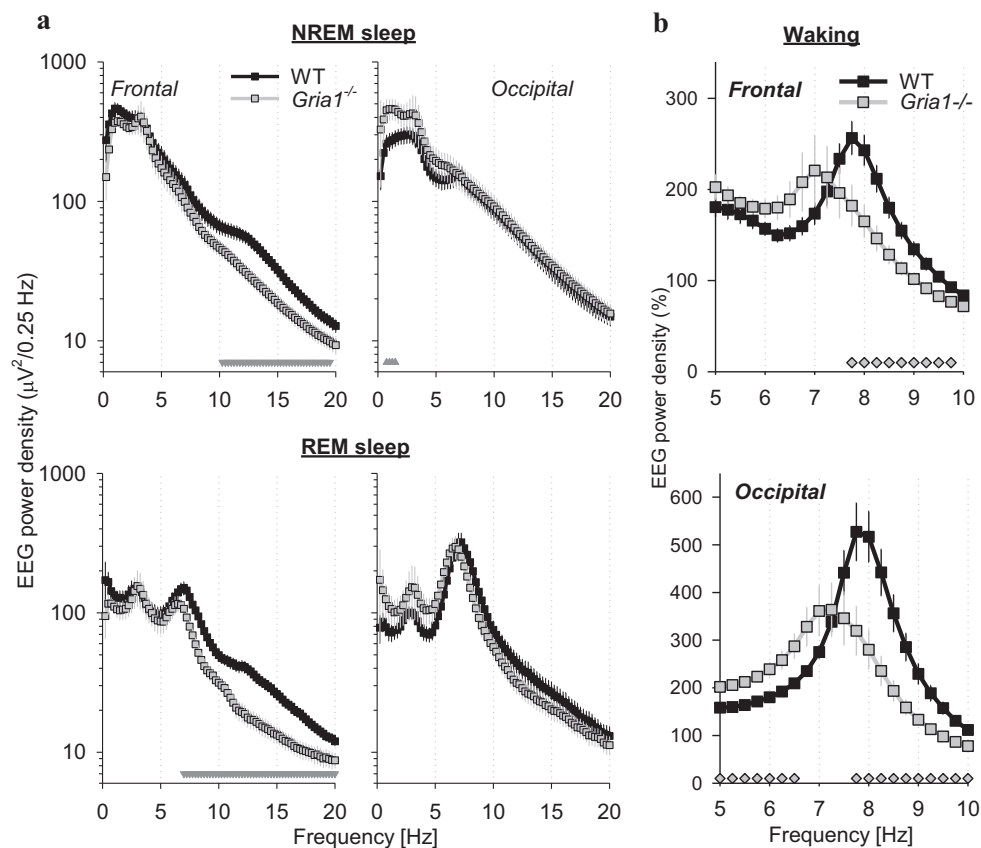 a
NREM sleep
1000
100
10
Frontal
WT
Gria1-/-
0 5 10 15 20
Occipital
0 5 10 15 20
REM sleep
1000
100
10
0 5 10 15 20
0 5 10 15 20
EEG power density (μV2/0.25 Hz)
Frequency [Hz]
b
Waking
300
200
100
0
Frontal
WT
Gria1-/-
5 6 7 8 9 10
EEG power density (%)
600
500
400
300
200
100
0
Occipital
5 6 7 8 9 10
Frequency [Hz]